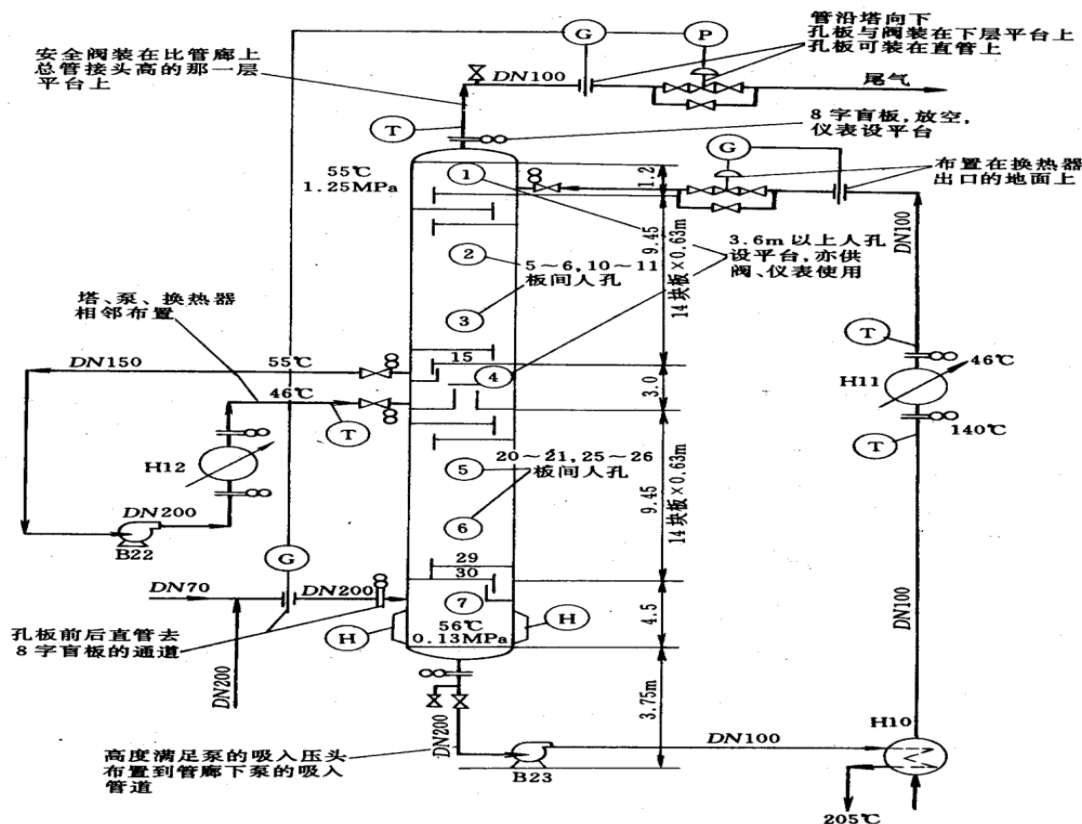 安全阀装在比管廊上
总管接头高的那一层
平台上
管沿塔向下
孔板与阀装在下层平台上
孔板可装在直管上
G
P
DN100
尾气
T
8字盲板,放空,
仪表设平台
G
布置在换热器
出口的地面上
55℃
1.25MPa
1
1.2
DN100
2
5~6,10~11
板间人孔
3.6m以上人孔
设平台,亦供
阀、仪表使用
9.45
14块板×0.63m
塔、泵、换热器
相邻布置
3
15
DN150
55℃
46℃
T
4
3.0
T
46℃
H11
140℃
T
H12
DN200
B22
20~21,25~26
板间人孔
5
6
9.45
14块板×0.63m
G
DN70
DN200
29
30
7
56℃
0.13MPa
H
H
4.5
孔板前后直管去
8字盲板的通道
DN200
DN100
3.75m
DN200
高度满足泵的吸入压头
布置到管廊下泵的吸入
管道
B23
DN100
H10
205℃